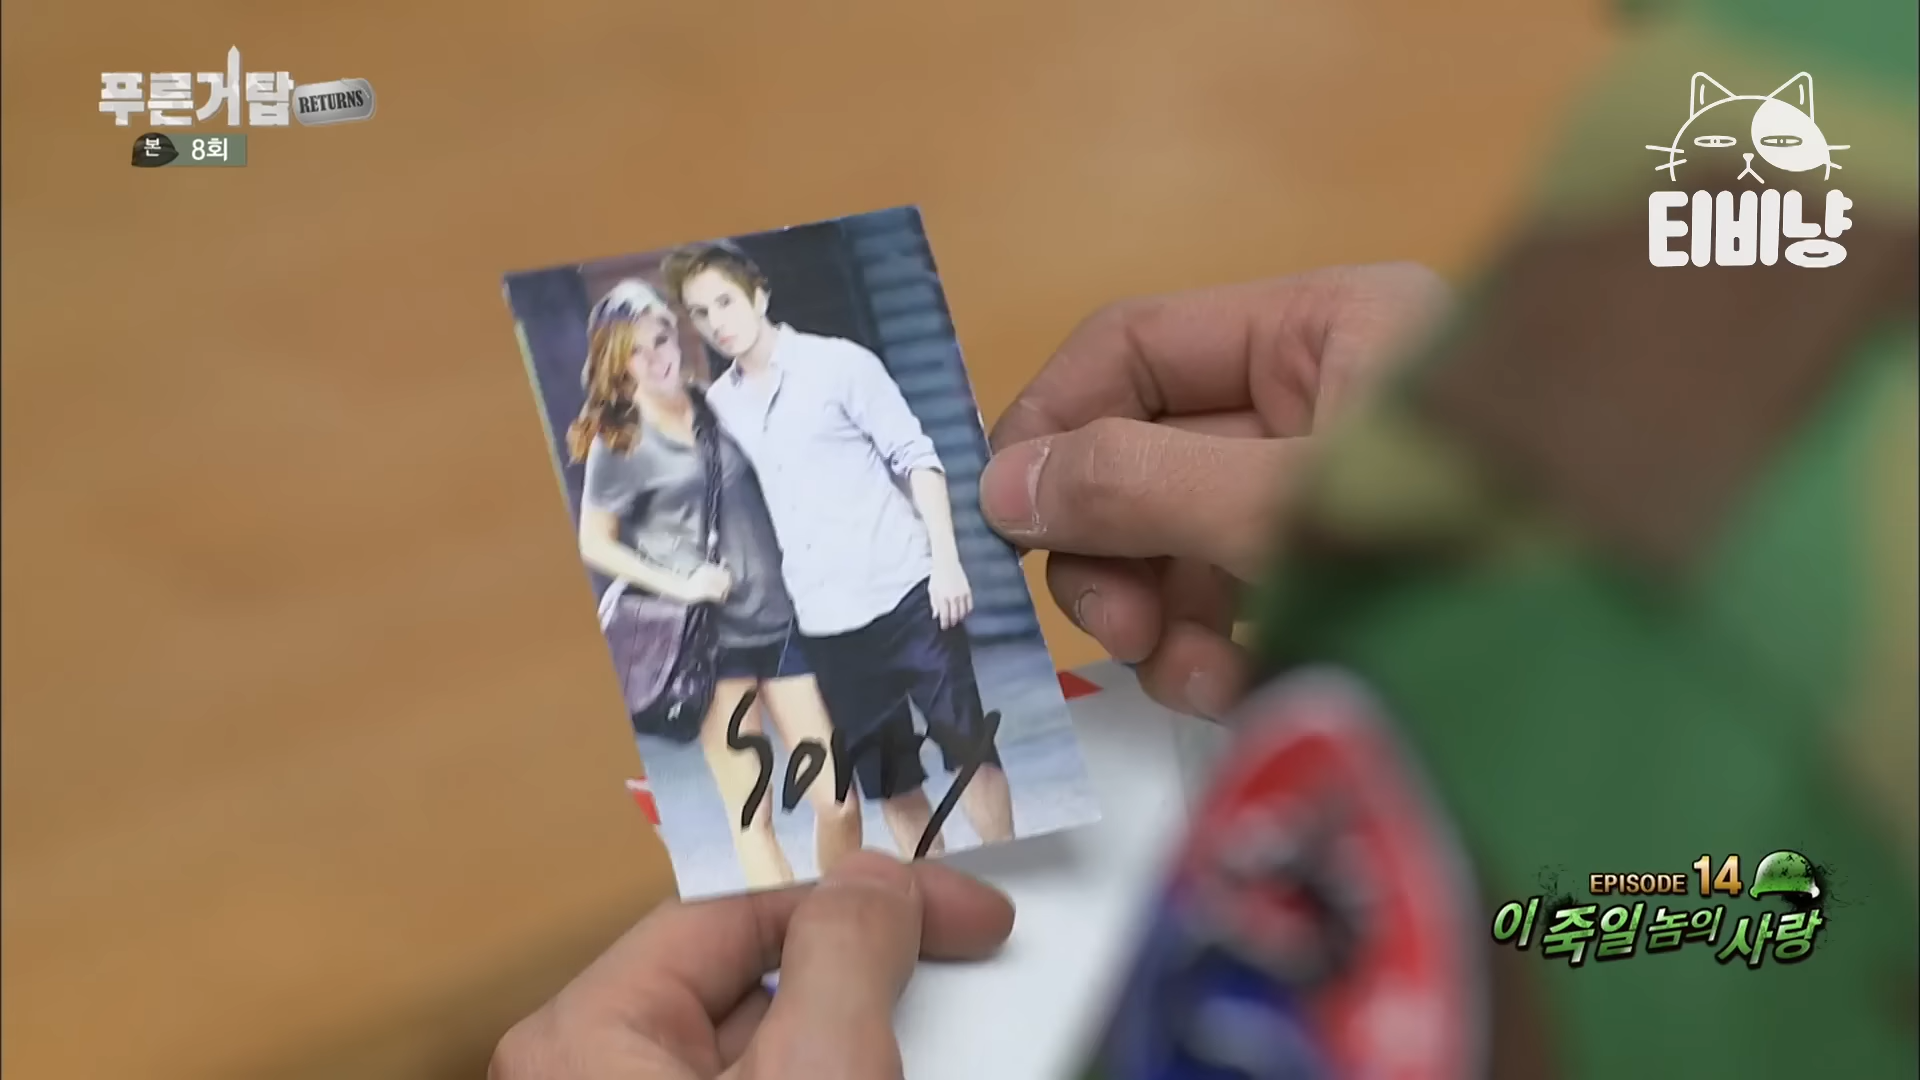 푸른거탑 RETURNS
본 8회
티비냥
Sorry
EPISODE 14
이 죽일 놈의 사랑